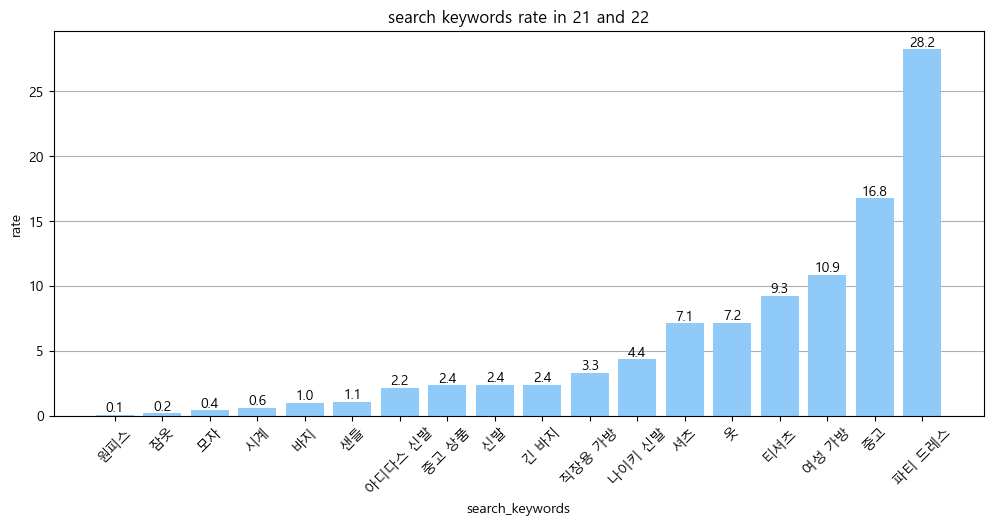 search keywords rate in 21 and 22
28.2
16.8
10.9
9.3
7.2
7.1
4.4
3.3
2.4
2.4
2.4
2.2
1.1
1.0
0.6
0.4
0.2
0.1
25
20
15
10
5
0
rate
원피스
잠옷
모자
시계
바지
샌들
아디다스 신발
중고 상품
신발
긴 바지
직장용 가방
나이키 신발
셔츠
옷
티셔츠
여성 가방
중고
파티 드레스
search_keywords